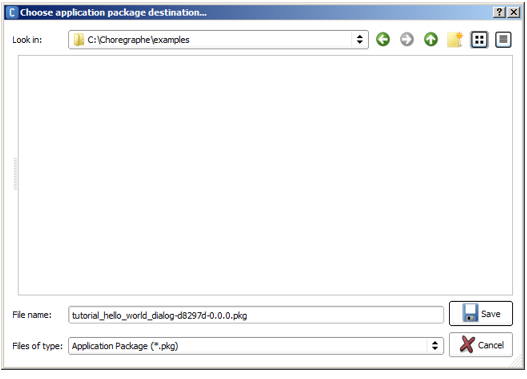 C Choose application package destination...
Look in: C:\Choregraphe\examples
File name: tutorial_hello_world_dialog-d8297d-0.0.0.pkg Save
Files of type: Application Package (*.pkg) Cancel